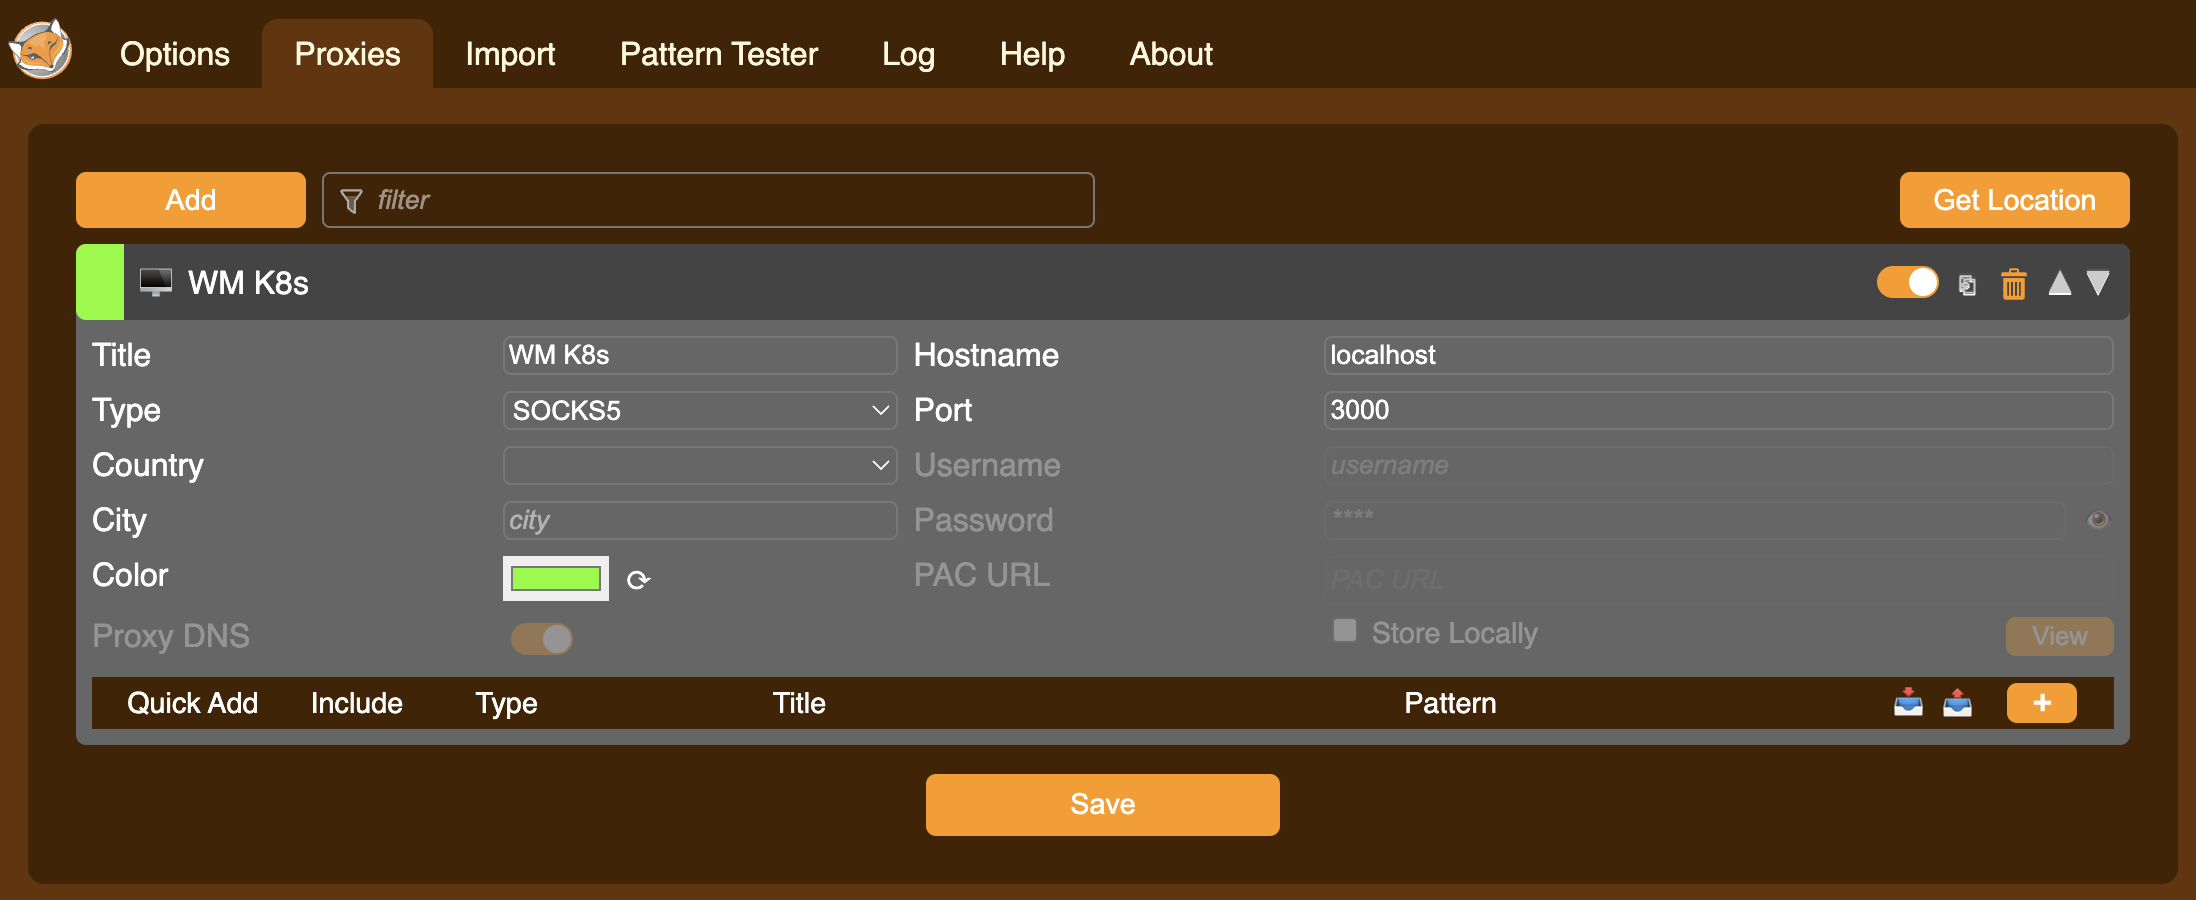 Options Proxies Import Pattern Tester Log Help About
Add filter Get Location
WM K8s
Title WM K8s Hostname localhost
Type SOCKS5 Port 3000
Country Username username
City city Password ****
Color PAC URL PAC URL
Proxy DNS Store Locally View
Quick Add Include Type Title Pattern +
Save